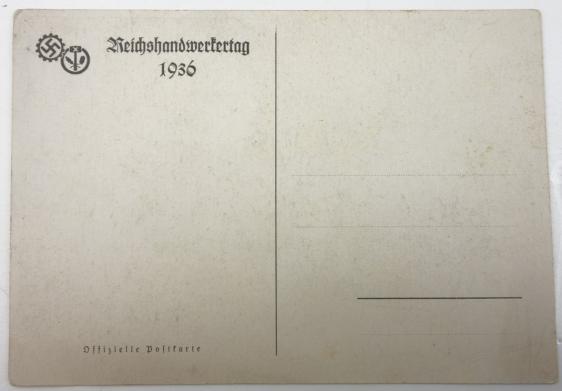 Reichshandwerkertag
1936
Offizielle Postkarte